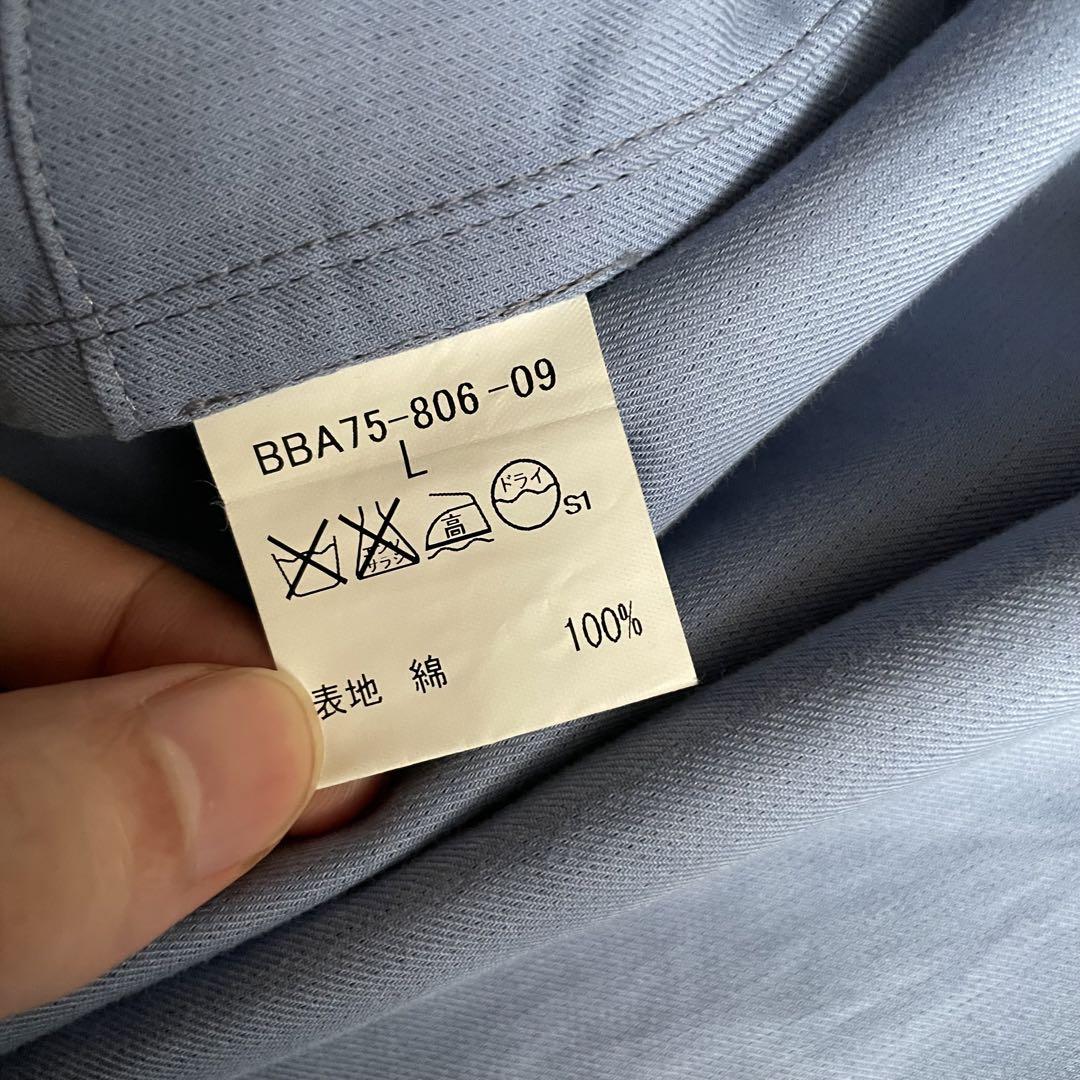 BBA75-806-09
L
エンソ
サラシ
高
ドライ
S1
表地 綿 100%